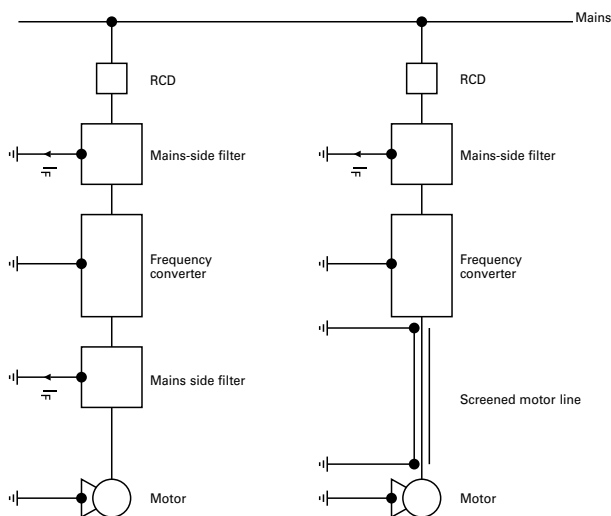 Mains
RCD
RCD
Mains-side filter
Mains-side filter
Frequency
converter
Frequency
converter
Mains side filter
Screened motor line
Motor
Motor